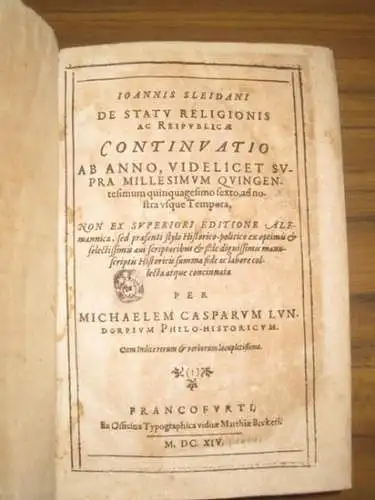 IOANNIS SLEIDANI
DE STATV RELIGIONIS
AC REIPVBLICÆ
CONTINVATIO
AB ANNO, VIDELICET SV-
PRA MILLESIMVM QVINGEN-
tesimum quinquagesimo sexto, ad no-
stra vsque Tempora,
NON EX SVPERIORI EDITIONE ALE-
mannica, sed præsenti stylo Historico-politico ex optimis &
selectissimis aui scriptoribus & fide dignissimis manu-
scriptis Historicis summa fide ac labore col-
lecta atque concinnata.
PER
MICHAELEM CASPARVM LVN-
DORPIVM PHILO-HISTORICVM.
Cum Indice rerum & verborum locupletissimo.
FRANCOFVRTI,
Ex Officina Typographica viduæ Matthiæ Beckeri.
M. DC. XIV.